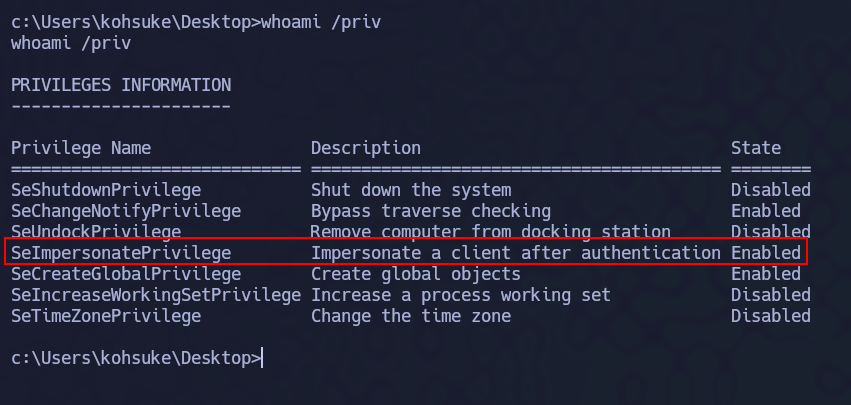 c:\Users\kohsuke\Desktop>whoami /priv
whoami /priv
PRIVILEGES INFORMATION
----------------------
Privilege Name                Description                               State
============================= ========================================= ========
SeShutdownPrivilege           Shut down the system                      Disabled
SeChangeNotifyPrivilege       Bypass traverse checking                  Enabled
SeUndockPrivilege             Remove computer from docking station      Disabled
SeImpersonatePrivilege        Impersonate a client after authentication Enabled
SeCreateGlobalPrivilege       Create global objects                     Enabled
SeIncreaseWorkingSetPrivilege Increase a process working set            Disabled
SeTimeZonePrivilege           Change the time zone                      Disabled
c:\Users\kohsuke\Desktop>